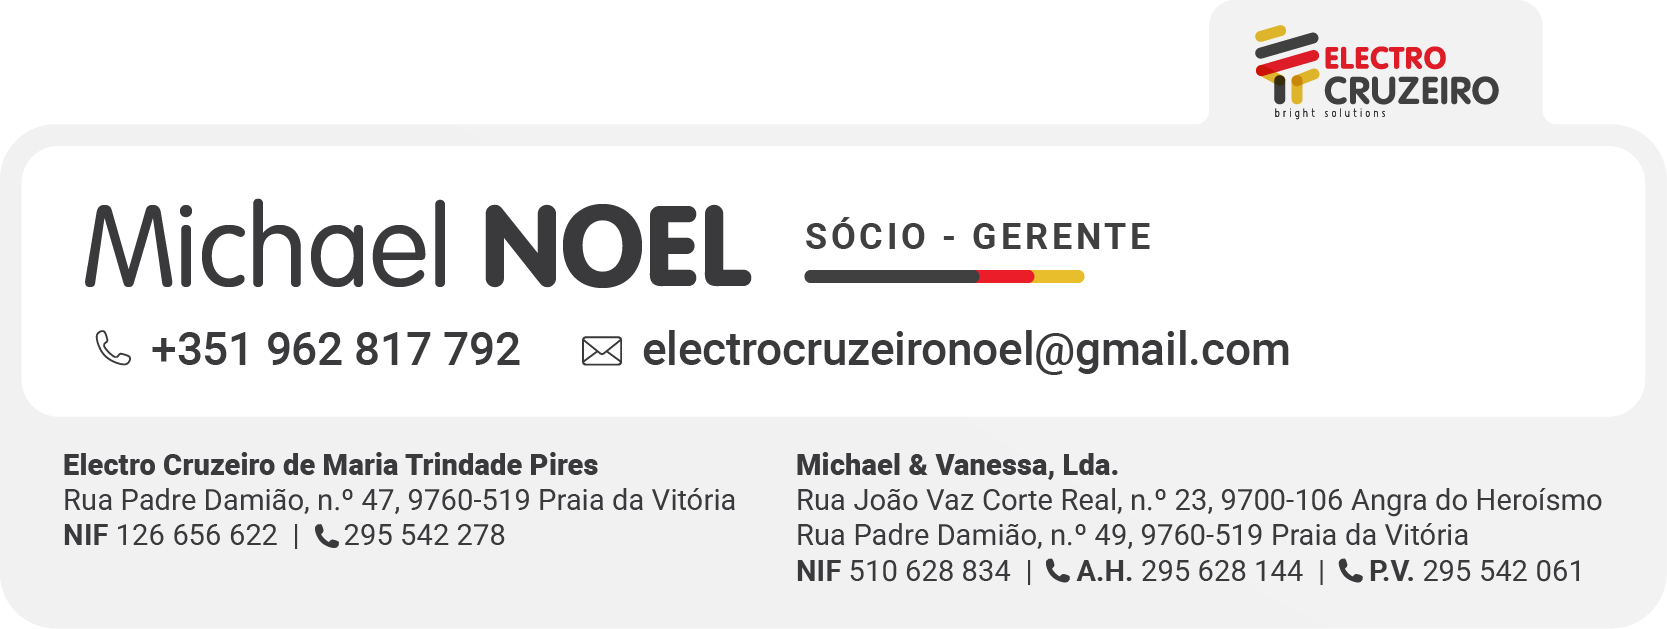 ELECTRO
CRUZEIRO
bright solutions
Michael NOEL
SÓCIO - GERENTE
+351 962 817 792
electrocruzeironoel@gmail.com
Electro Cruzeiro de Maria Trindade Pires
Rua Padre Damião, n.º 47, 9760-519 Praia da Vitória
NIF 126 656 622 | 295 542 278
Michael & Vanessa, Lda.
Rua João Vaz Corte Real, n.º 23, 9700-106 Angra do Heroísmo
Rua Padre Damião, n.º 49, 9760-519 Praia da Vitória
NIF 510 628 834 | A.H. 295 628 144 | P.V. 295 542 061